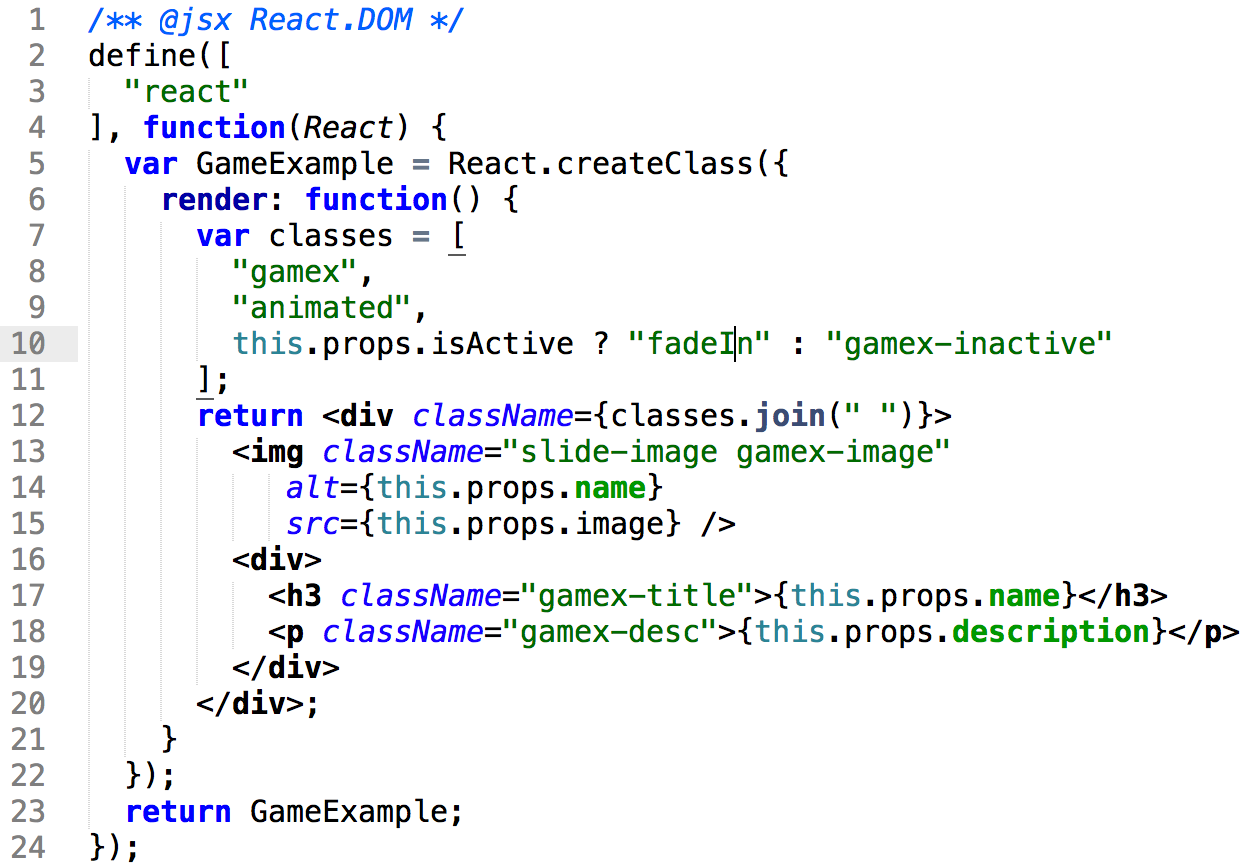 1 /** @jsx React.DOM */
2 define([
3   "react"
4 ], function(React) {
5   var GameExample = React.createClass({
6     render: function() {
7       var classes = [
8         "gamex",
9         "animated",
10         this.props.isActive ? "fadeIn" : "gamex-inactive"
11       ];
12       return <div className={classes.join(" ")}>
13         <img className="slide-image gamex-image"
14            alt={this.props.name}
15            src={this.props.image} />
16         <div>
17           <h3 className="gamex-title">{this.props.name}</h3>
18           <p className="gamex-desc">{this.props.description}</p>
19         </div>
20       </div>;
21     }
22   });
23   return GameExample;
24 });